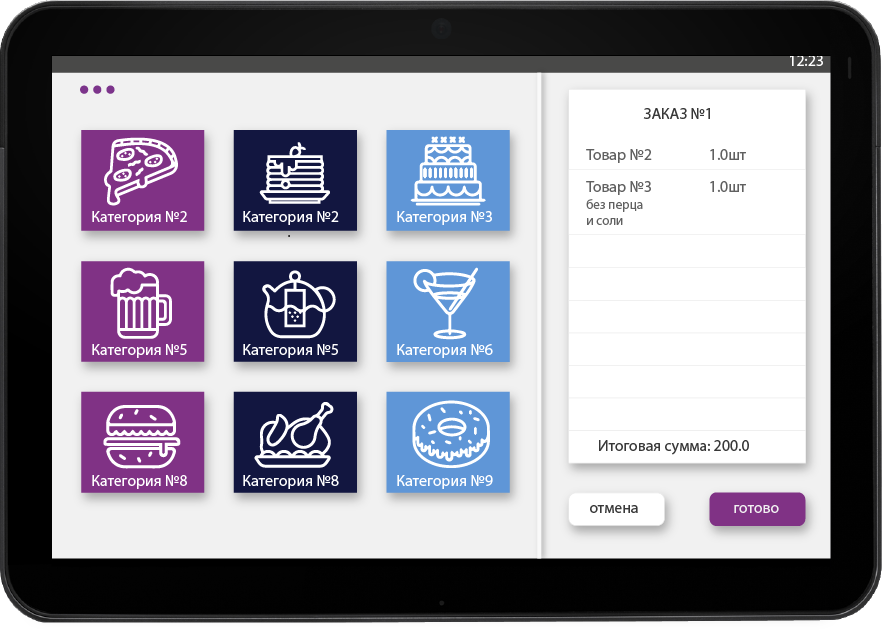 12:23
Категория №2
Категория №2
Категория №3
Категория №5
Категория №5
Категория №6
Категория №8
Категория №8
Категория №9
ЗАКАЗ №1
Товар №2 1.0шт
Товар №3 1.0шт
без перца
и соли
Итоговая сумма: 200.0
отмена
готово